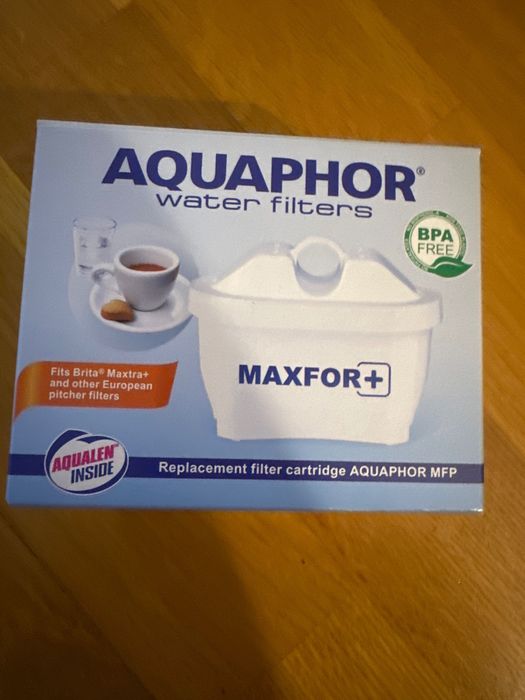 AQUAPHOR®
water filters
BPA
FREE
MAXFOR+
Fits Brita® Maxtra+
and other European
pitcher filters
AQUALEN™
INSIDE
Replacement filter cartridge AQUAPHOR MFP